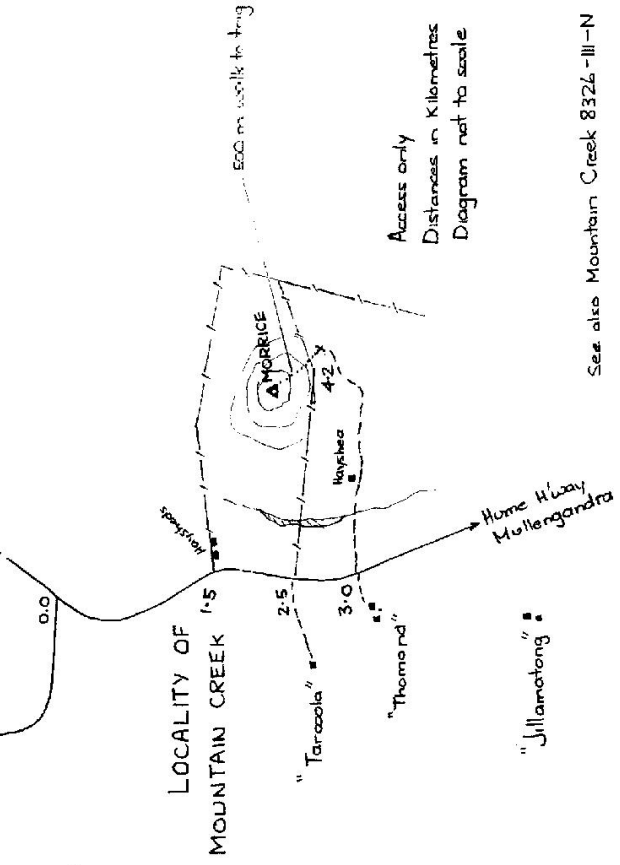 500 m walk to trig
Access only
Distances in Kilometres
Diagram not to scale
See also Mountain Creek 8326-III-N
MORRICE
4.2
Hayshed
Haysheds
0.0
1.5
2.5
3.0
LOCALITY OF
MOUNTAIN CREEK
Hume H'way
Mullengandra
"Taroola"
"Thomond"
"Jillamatong"